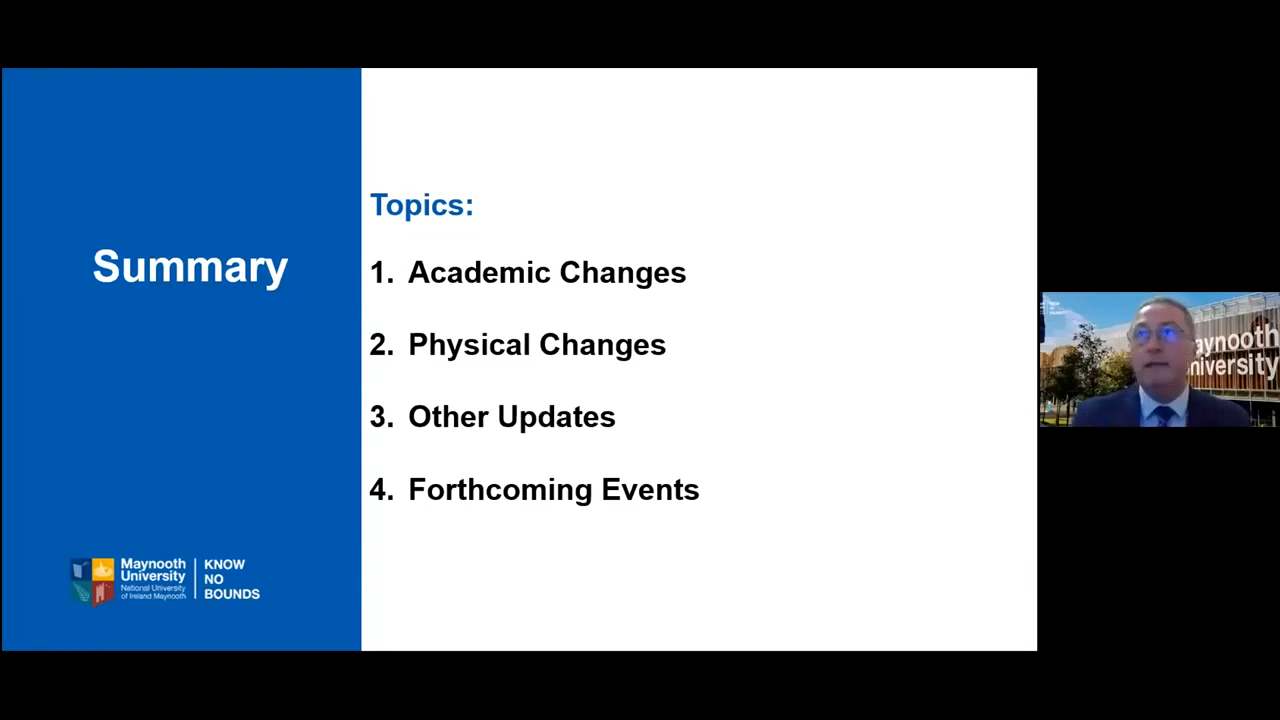 Summary
Topics:
1. Academic Changes
2. Physical Changes
3. Other Updates
4. Forthcoming Events
Maynooth
University
National University
of Ireland Maynooth
KNOW
NO
BOUNDS
aynooth
niversity